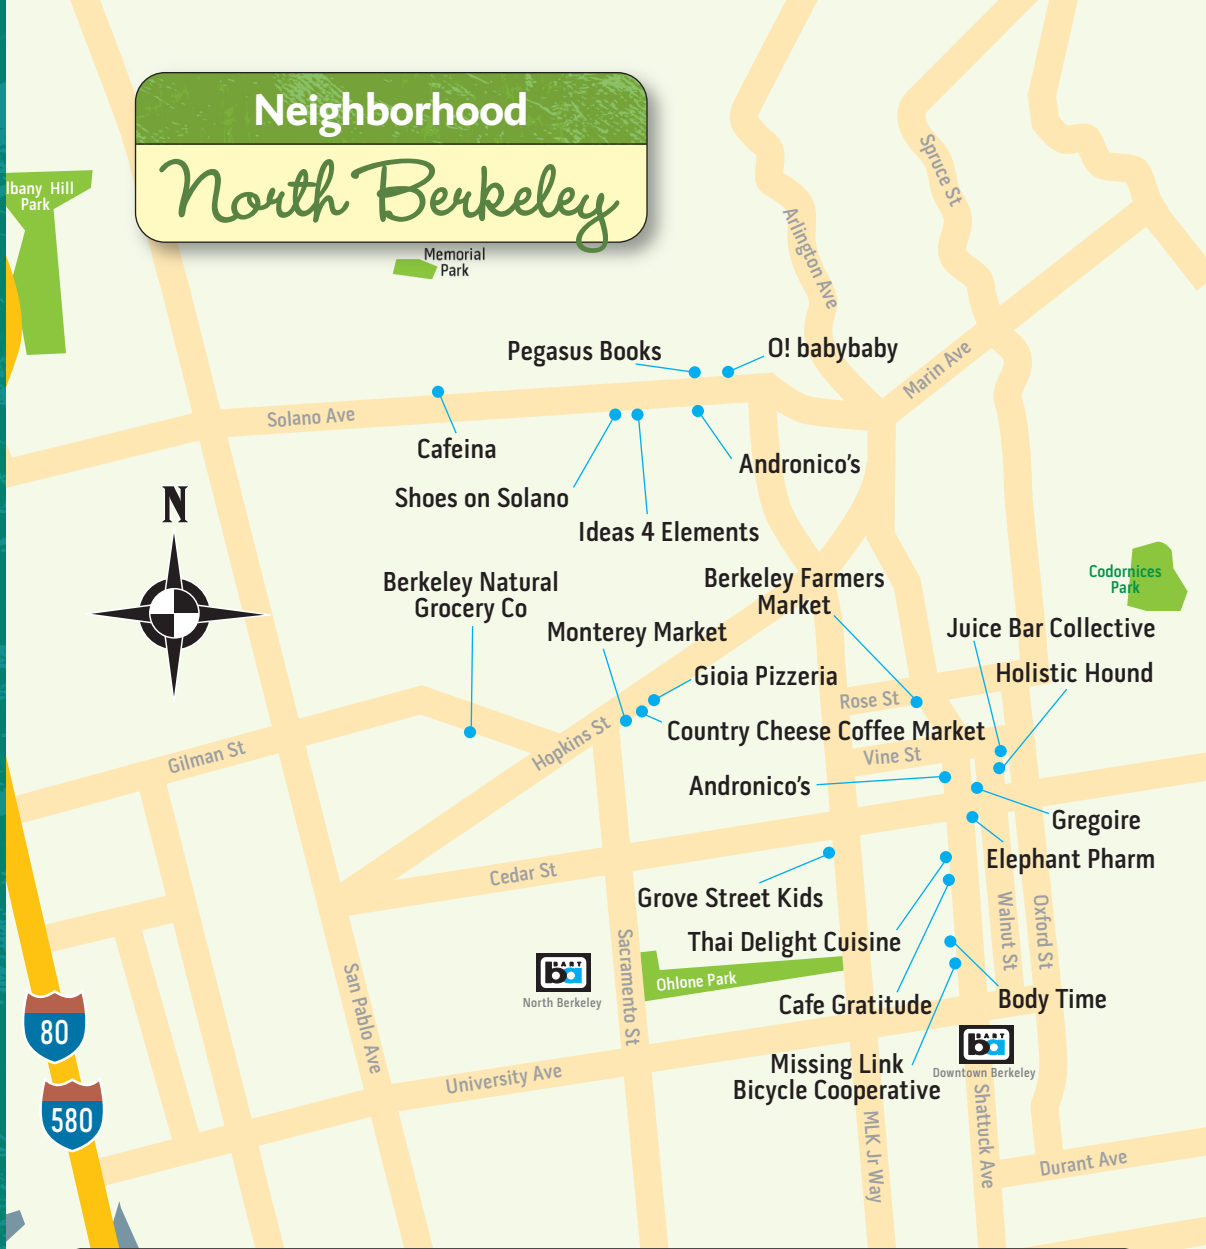 Neighborhood
North Berkeley
lbany Hill
Park
Memorial
Park
Spruce St
Arlington Ave
Marin Ave
Pegasus Books
O! babybaby
Solano Ave
Cafeina
Andronico's
Shoes on Solano
Ideas 4 Elements
N
Berkeley Natural
Grocery Co
Berkeley Farmers
Market
Codornices
Park
Monterey Market
Juice Bar Collective
Gioia Pizzeria
Holistic Hound
Rose St
Hopkins St
Country Cheese Coffee Market
Gilman St
Vine St
Andronico's
Gregoire
Elephant Pharm
Cedar St
Grove Street Kids
Thai Delight Cuisine
Walnut St
Oxford St
Sacramento St
San Pablo Ave
BART
ba
North Berkeley
Ohlone Park
Cafe Gratitude
Body Time
80
BART
ba
Downtown Berkeley
Missing Link
Bicycle Cooperative
University Ave
580
MLK Jr Way
Shattuck Ave
Durant Ave